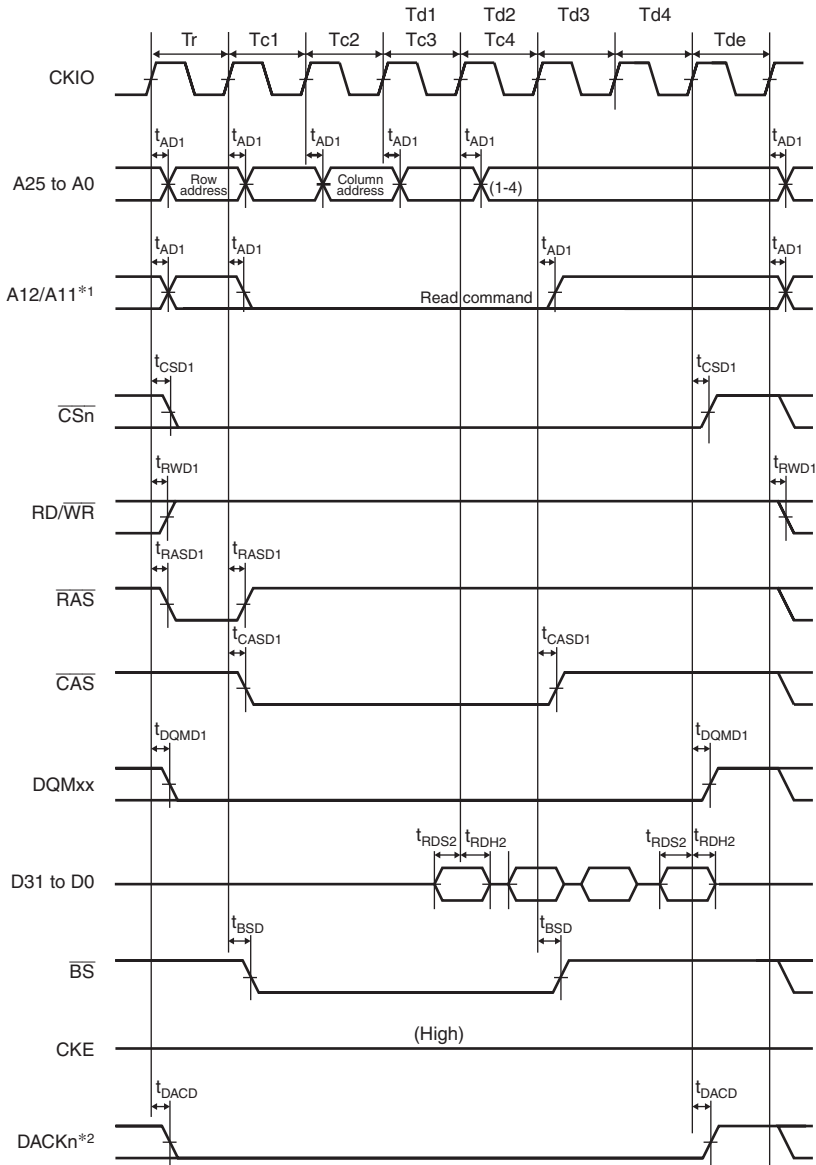 Td1 Td2 Td3 Td4
Tr Tc1 Tc2 Tc3 Tc4 Tde
CKIO
tAD1 tAD1 tAD1 tAD1 tAD1 tAD1
A25 to A0
Row address
Column address
(1-4)
tAD1 tAD1 tAD1 tAD1
A12/A11*1
Read command
tCSD1 tCSD1
CSn
tRWD1 tRWD1
RD/WR
tRASD1 tRASD1
RAS
tCASD1 tCASD1
CAS
tDQMD1 tDQMD1
DQMxx
tRDS2 tRDH2 tRDS2 tRDH2
D31 to D0
tBSD tBSD
BS
(High)
CKE
tDACD tDACD
DACKn*2